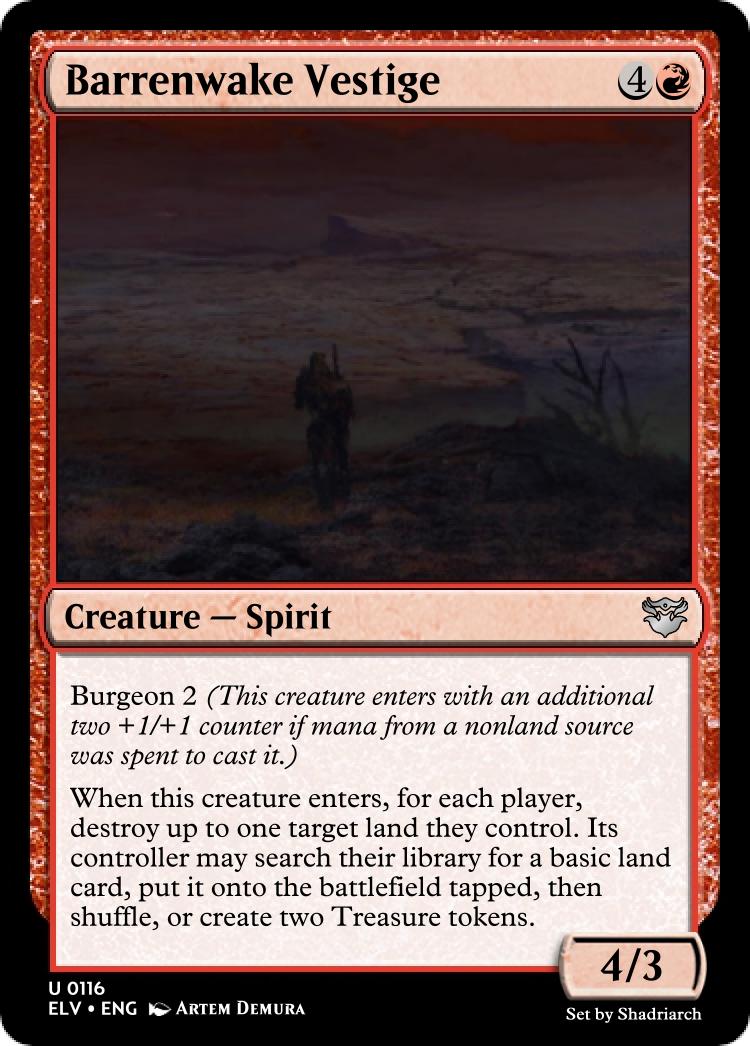 Barrenwake Vestige
4
Creature — Spirit
Burgeon 2 (This creature enters with an additional
two +1/+1 counter if mana from a nonland source
was spent to cast it.)
When this creature enters, for each player,
destroy up to one target land they control. Its
controller may search their library for a basic land
card, put it onto the battlefield tapped, then
shuffle, or create two Treasure tokens.
4/3
U 0116
ELV • ENG ARTEM DEMURA
Set by Shadriarch